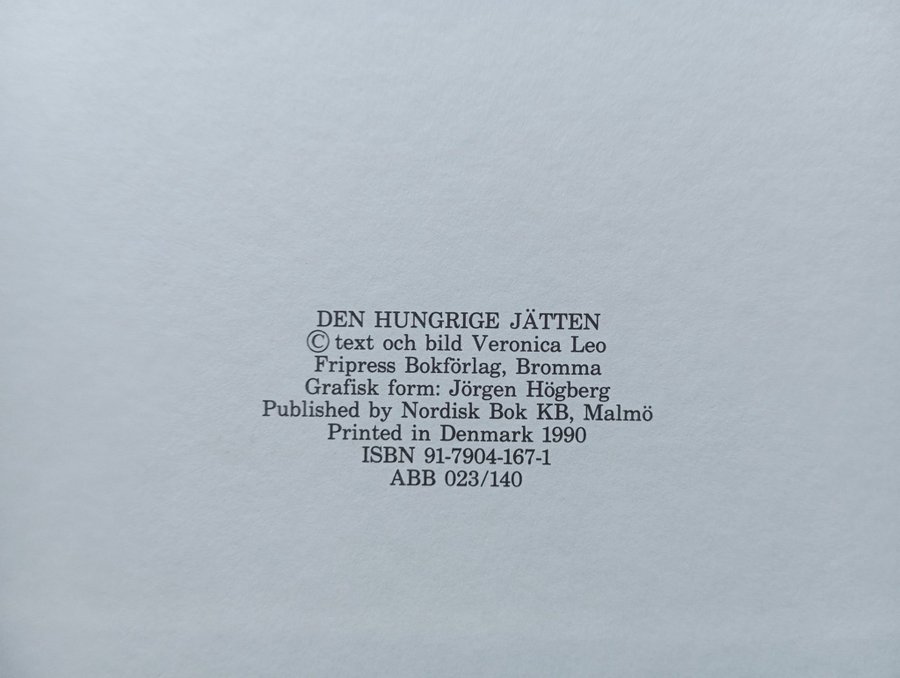 DEN HUNGRIGE JÄTTEN
© text och bild Veronica Leo
Fripress Bokförlag, Bromma
Grafisk form: Jörgen Högberg
Published by Nordisk Bok KB, Malmö
Printed in Denmark 1990
ISBN 91-7904-167-1
ABB 023/140